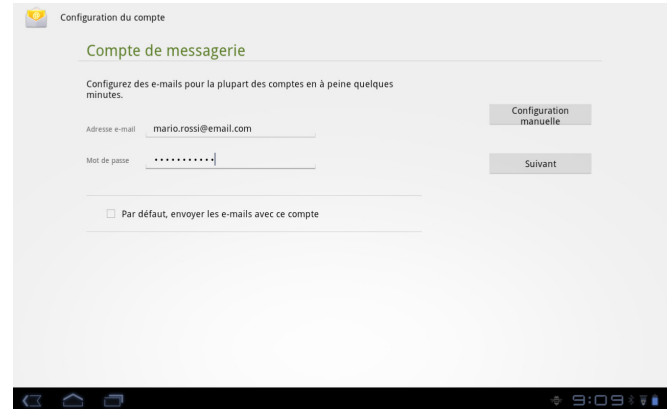 Configuration du compte
Compte de messagerie
Configurez des e-mails pour la plupart des comptes en à peine quelques
minutes.
Configuration
manuelle
Adresse e-mail mario.rossi@email.com
Mot de passe •••••••••••
Suivant
Par défaut, envoyer les e-mails avec ce compte
9:09